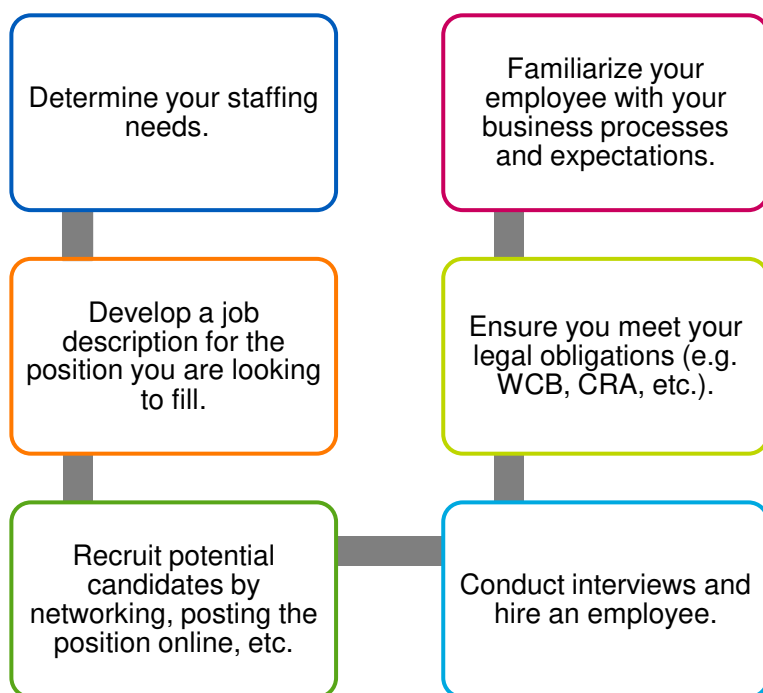 Determine your staffing
needs.
Develop a job
description for the
position you are looking
to fill.
Recruit potential
candidates by
networking, posting the
position online, etc.
Conduct interviews and
hire an employee.
Ensure you meet your
legal obligations (e.g.
WCB, CRA, etc.).
Familiarize your
employee with your
business processes
and expectations.